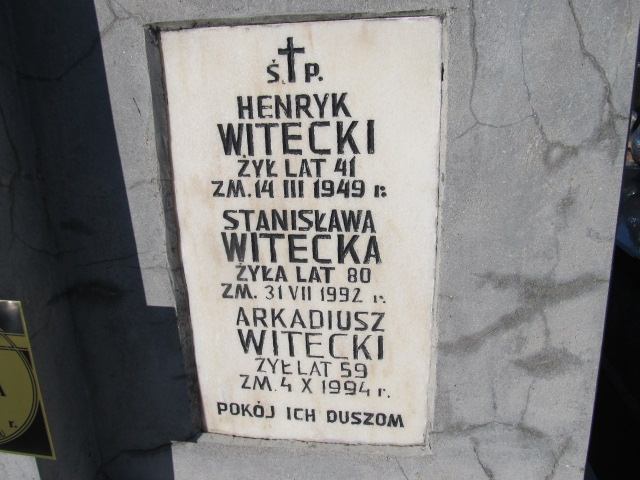 Ś. P.
HENRYK
WITECKI
ŻYŁ LAT 41
ZM. 14 III 1949 r.
STANISŁAWA
WITECKA
ŻYŁA LAT 80
ZM. 31 VII 1992 r.
ARKADIUSZ
WITECKI
ŻYŁ LAT 59
ZM. 4 X 1994 r.
POKÓJ ICH DUSZOM
A
r.